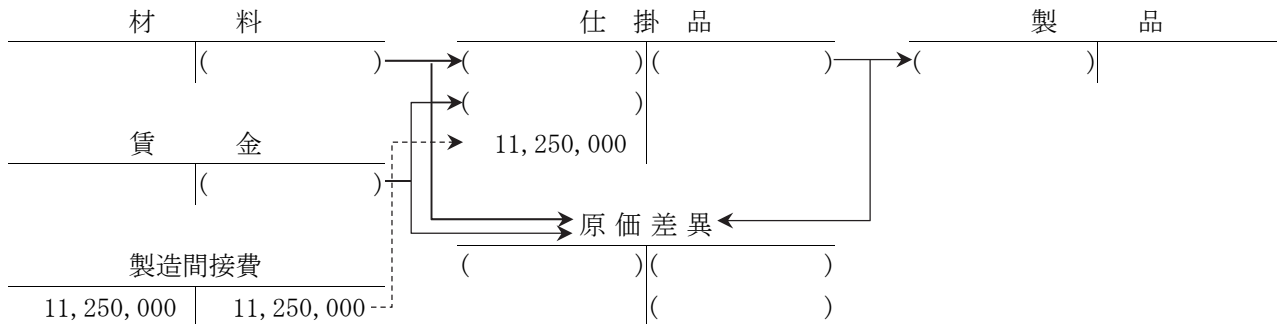 材 料
仕 掛 品
製 品
( )
( ) ( )
( )
( )
11,250,000
賃 金
( )
原 価 差 異
( ) ( )
( )
製造間接費
11,250,000 11,250,000